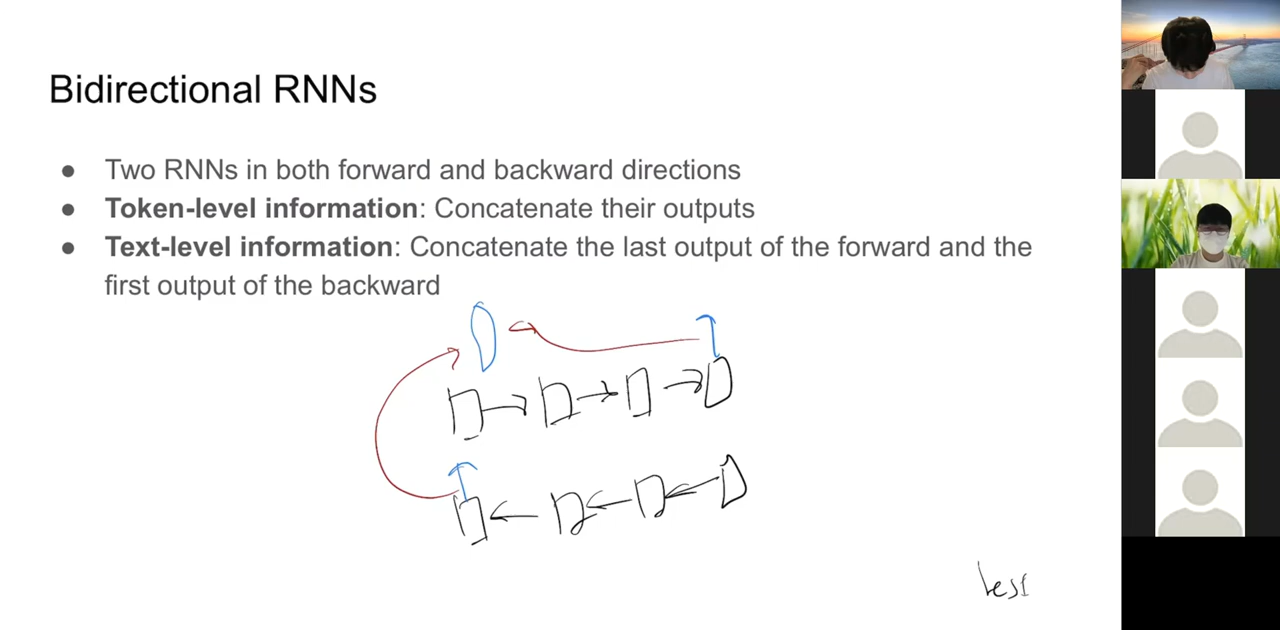 Bidirectional RNNs
● Two RNNs in both forward and backward directions
● Token-level information: Concatenate their outputs
● Text-level information: Concatenate the last output of the forward and the
first output of the backward